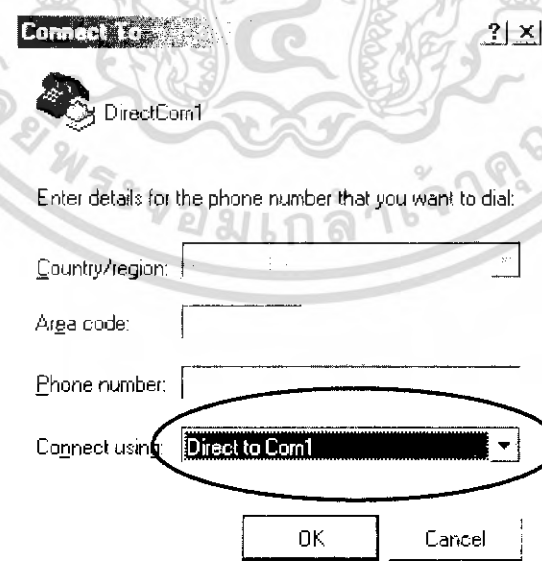 Connect To
? ×
DirectCom1
Enter details for the phone number that you want to dial:
Country/region:
Area code:
Phone number:
Connect using: Direct to Com1
OK Cancel